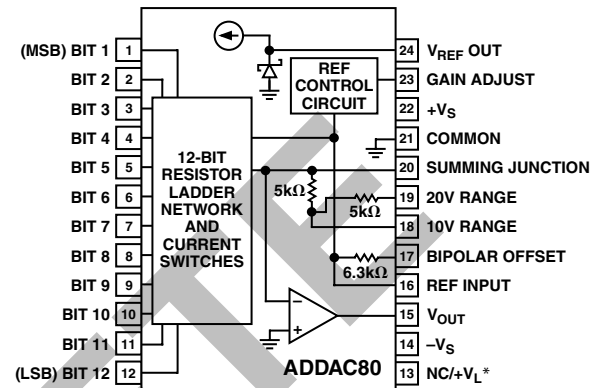 (MSB) BIT 1 1
BIT 2 2
BIT 3 3
BIT 4 4
BIT 5 5
BIT 6 6
BIT 7 7
BIT 8 8
BIT 9 9
BIT 10 10
BIT 11 11
(LSB) BIT 12 12
12-BIT
RESISTOR
LADDER
NETWORK
AND
CURRENT
SWITCHES
REF
CONTROL
CIRCUIT
5kΩ
5kΩ
6.3kΩ
–
+
ADDAC80
24 VREF OUT
23 GAIN ADJUST
22 +VS
21 COMMON
20 SUMMING JUNCTION
19 20V RANGE
18 10V RANGE
17 BIPOLAR OFFSET
16 REF INPUT
15 VOUT
14 –VS
13 NC/+VL*